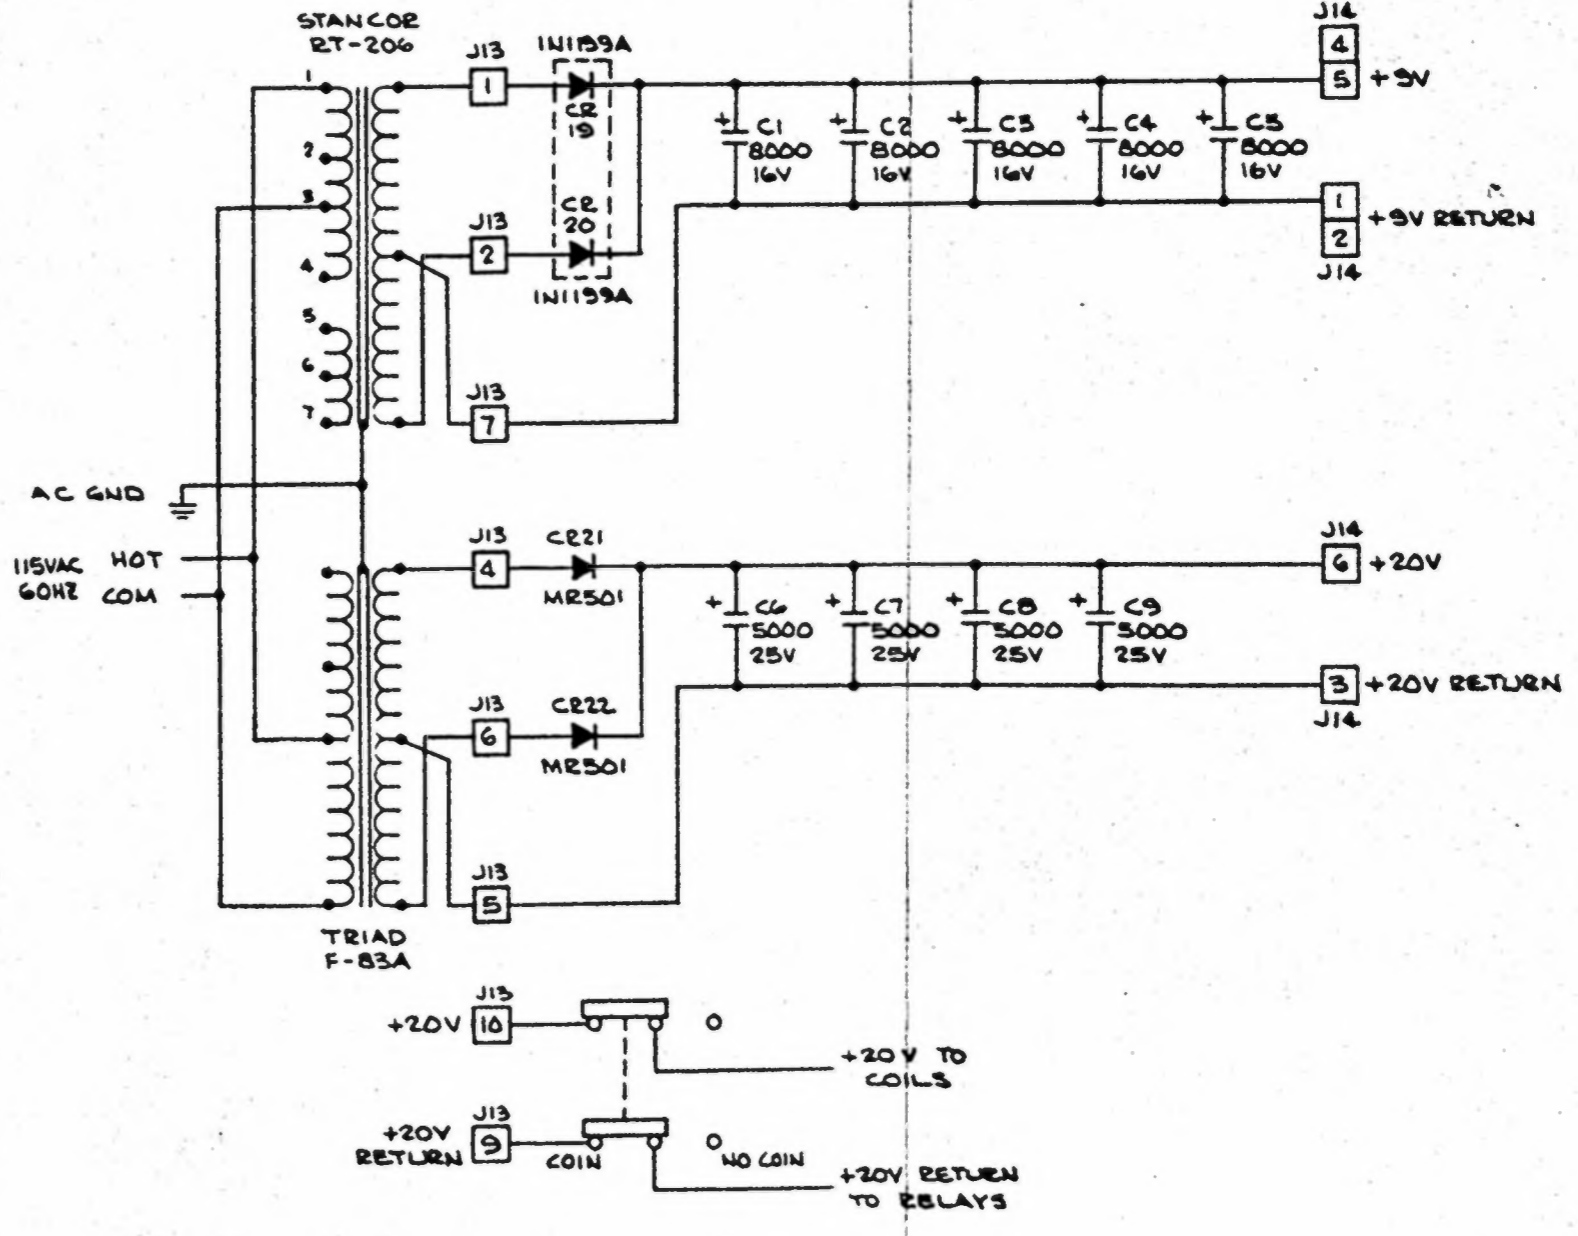 STANCOR
RT-206
1
2
3
4
5
6
7
J13
1
1N1199A
CR
19
J13
2
CR
20
1N1199A
J13
7
+ C1
8000
16V
+ C2
8000
16V
+ C3
8000
16V
+ C4
8000
16V
+ C5
8000
16V
J14
4
5 +9V
1
2
+9V RETURN
J14
AC GND
115VAC HOT
60HZ COM
J13
4
CR21
MR501
J13
6
CR22
MR501
J13
5
+ C6
5000
25V
+ C7
5000
25V
+ C8
5000
25V
+ C9
5000
25V
J14
6 +20V
3 +20V RETURN
J14
TRIAD
F-83A
J13
+20V 10
+20V TO
COILS
J13
+20V
RETURN 9
COIN
NO COIN
+20V RETURN
TO RELAYS